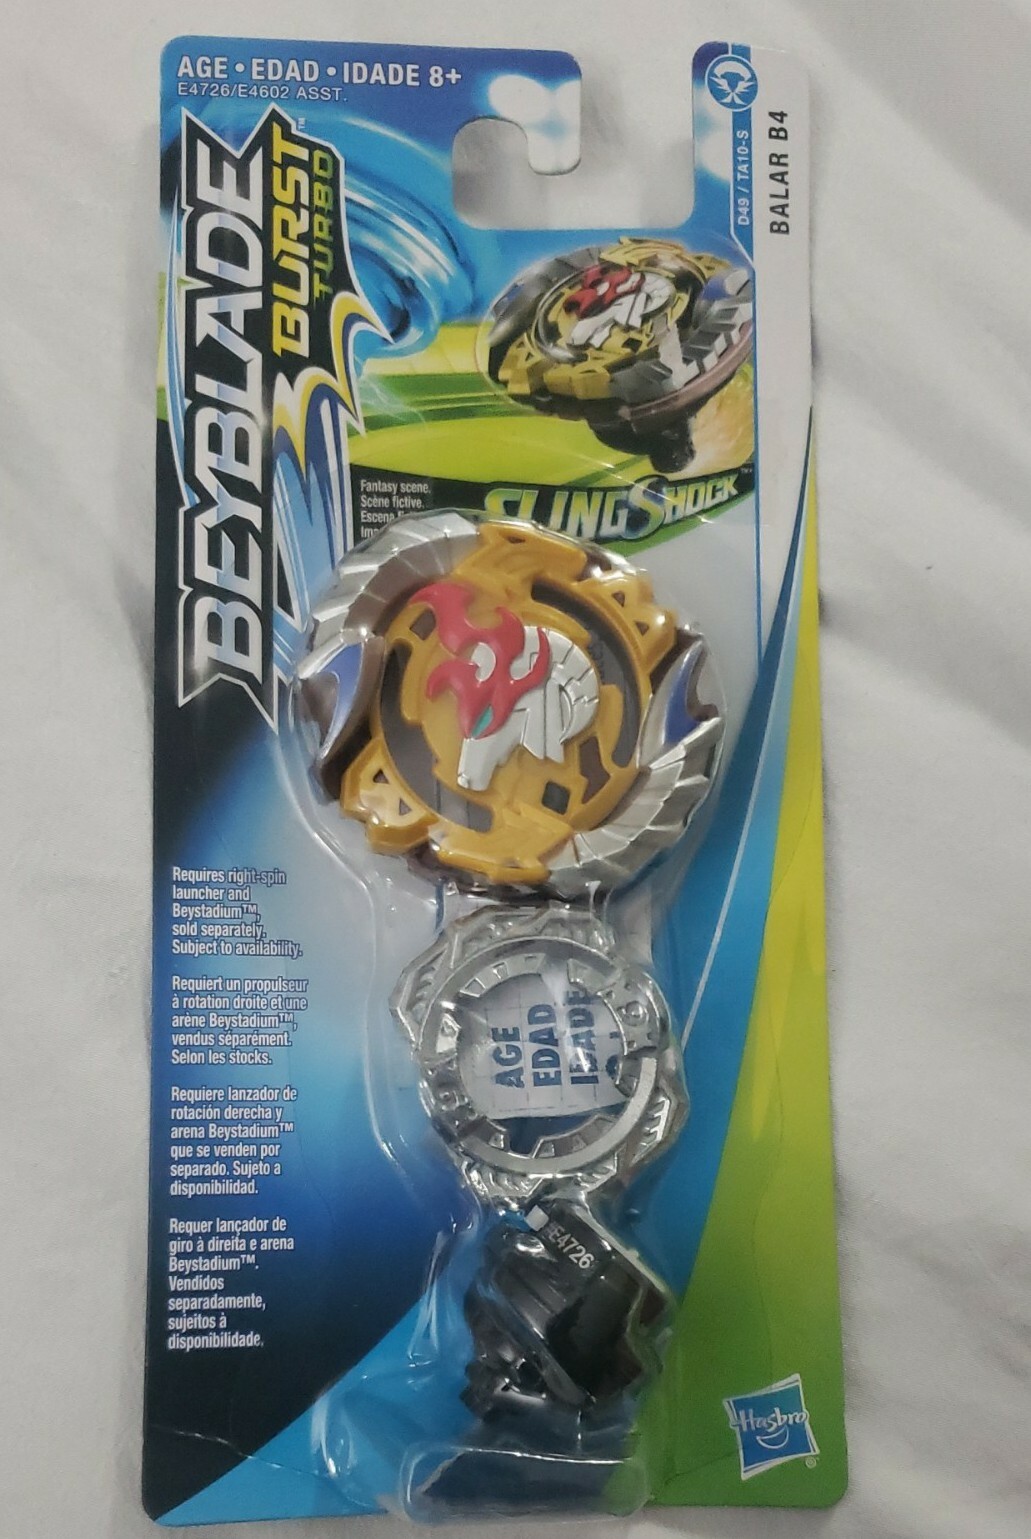 AGE • EDAD • IDADE 8+
E4726/E4602 ASST.
BEYBLADE
BURST™
TURBO
D49 / TA10-S
BALAR B4
Fantasy scene.
Scène fictive.
Escena
SLINGSHOCK™
Requires right-spin
launcher and
Beystadium™,
sold separately.
Subject to availability.
Requiert un propulseur
à rotation droite et une
arène Beystadium™,
vendus séparément.
Selon les stocks.
Requiere lanzador de
rotación derecha y
arena Beystadium™
que se venden por
separado. Sujeto a
disponibilidad.
Requer lançador de
giro à direita e arena
Beystadium™.
Vendidos
separadamente,
sujeitos à
disponibilidade.
AGE
EDAD
IDADE
E4726
Hasbro®